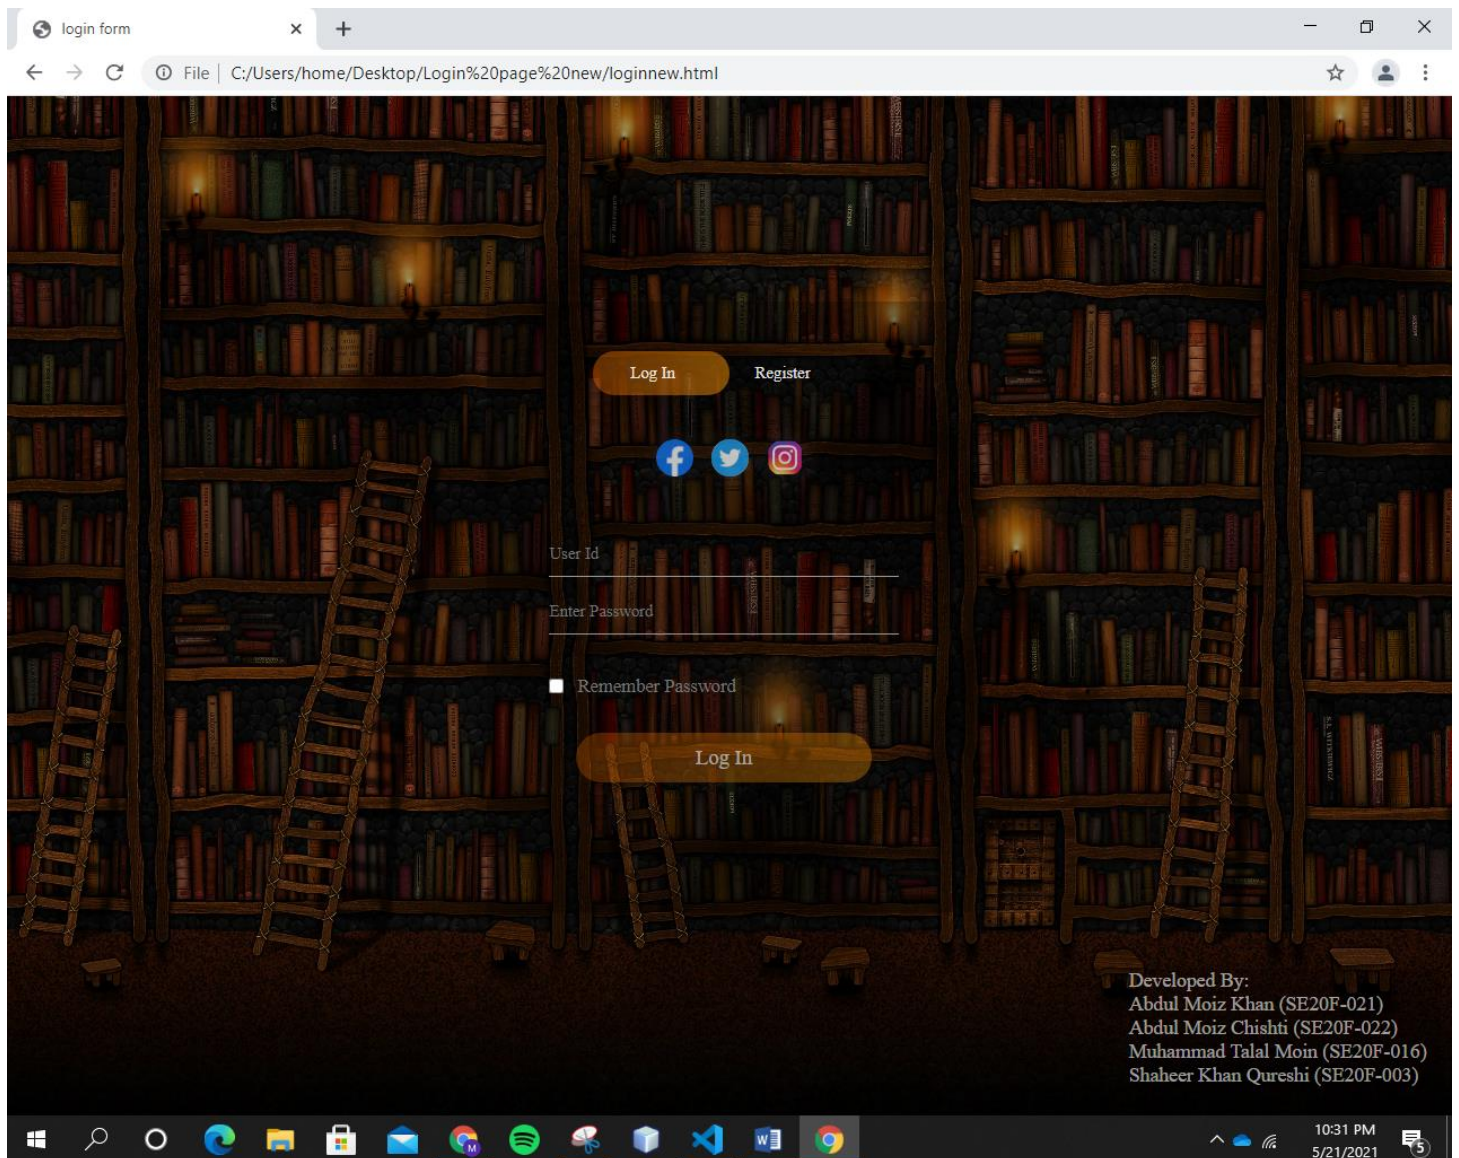 login form
File
C:/Users/home/Desktop/Login%20page%20new/loginnew.html
Log In
Register
User Id
Enter Password
Remember Password
Log In
Developed By:
Abdul Moiz Khan (SE20F-021)
Abdul Moiz Chishti (SE20F-022)
Muhammad Talal Moin (SE20F-016)
Shaheer Khan Qureshi (SE20F-003)
10:31 PM
5/21/2021
5